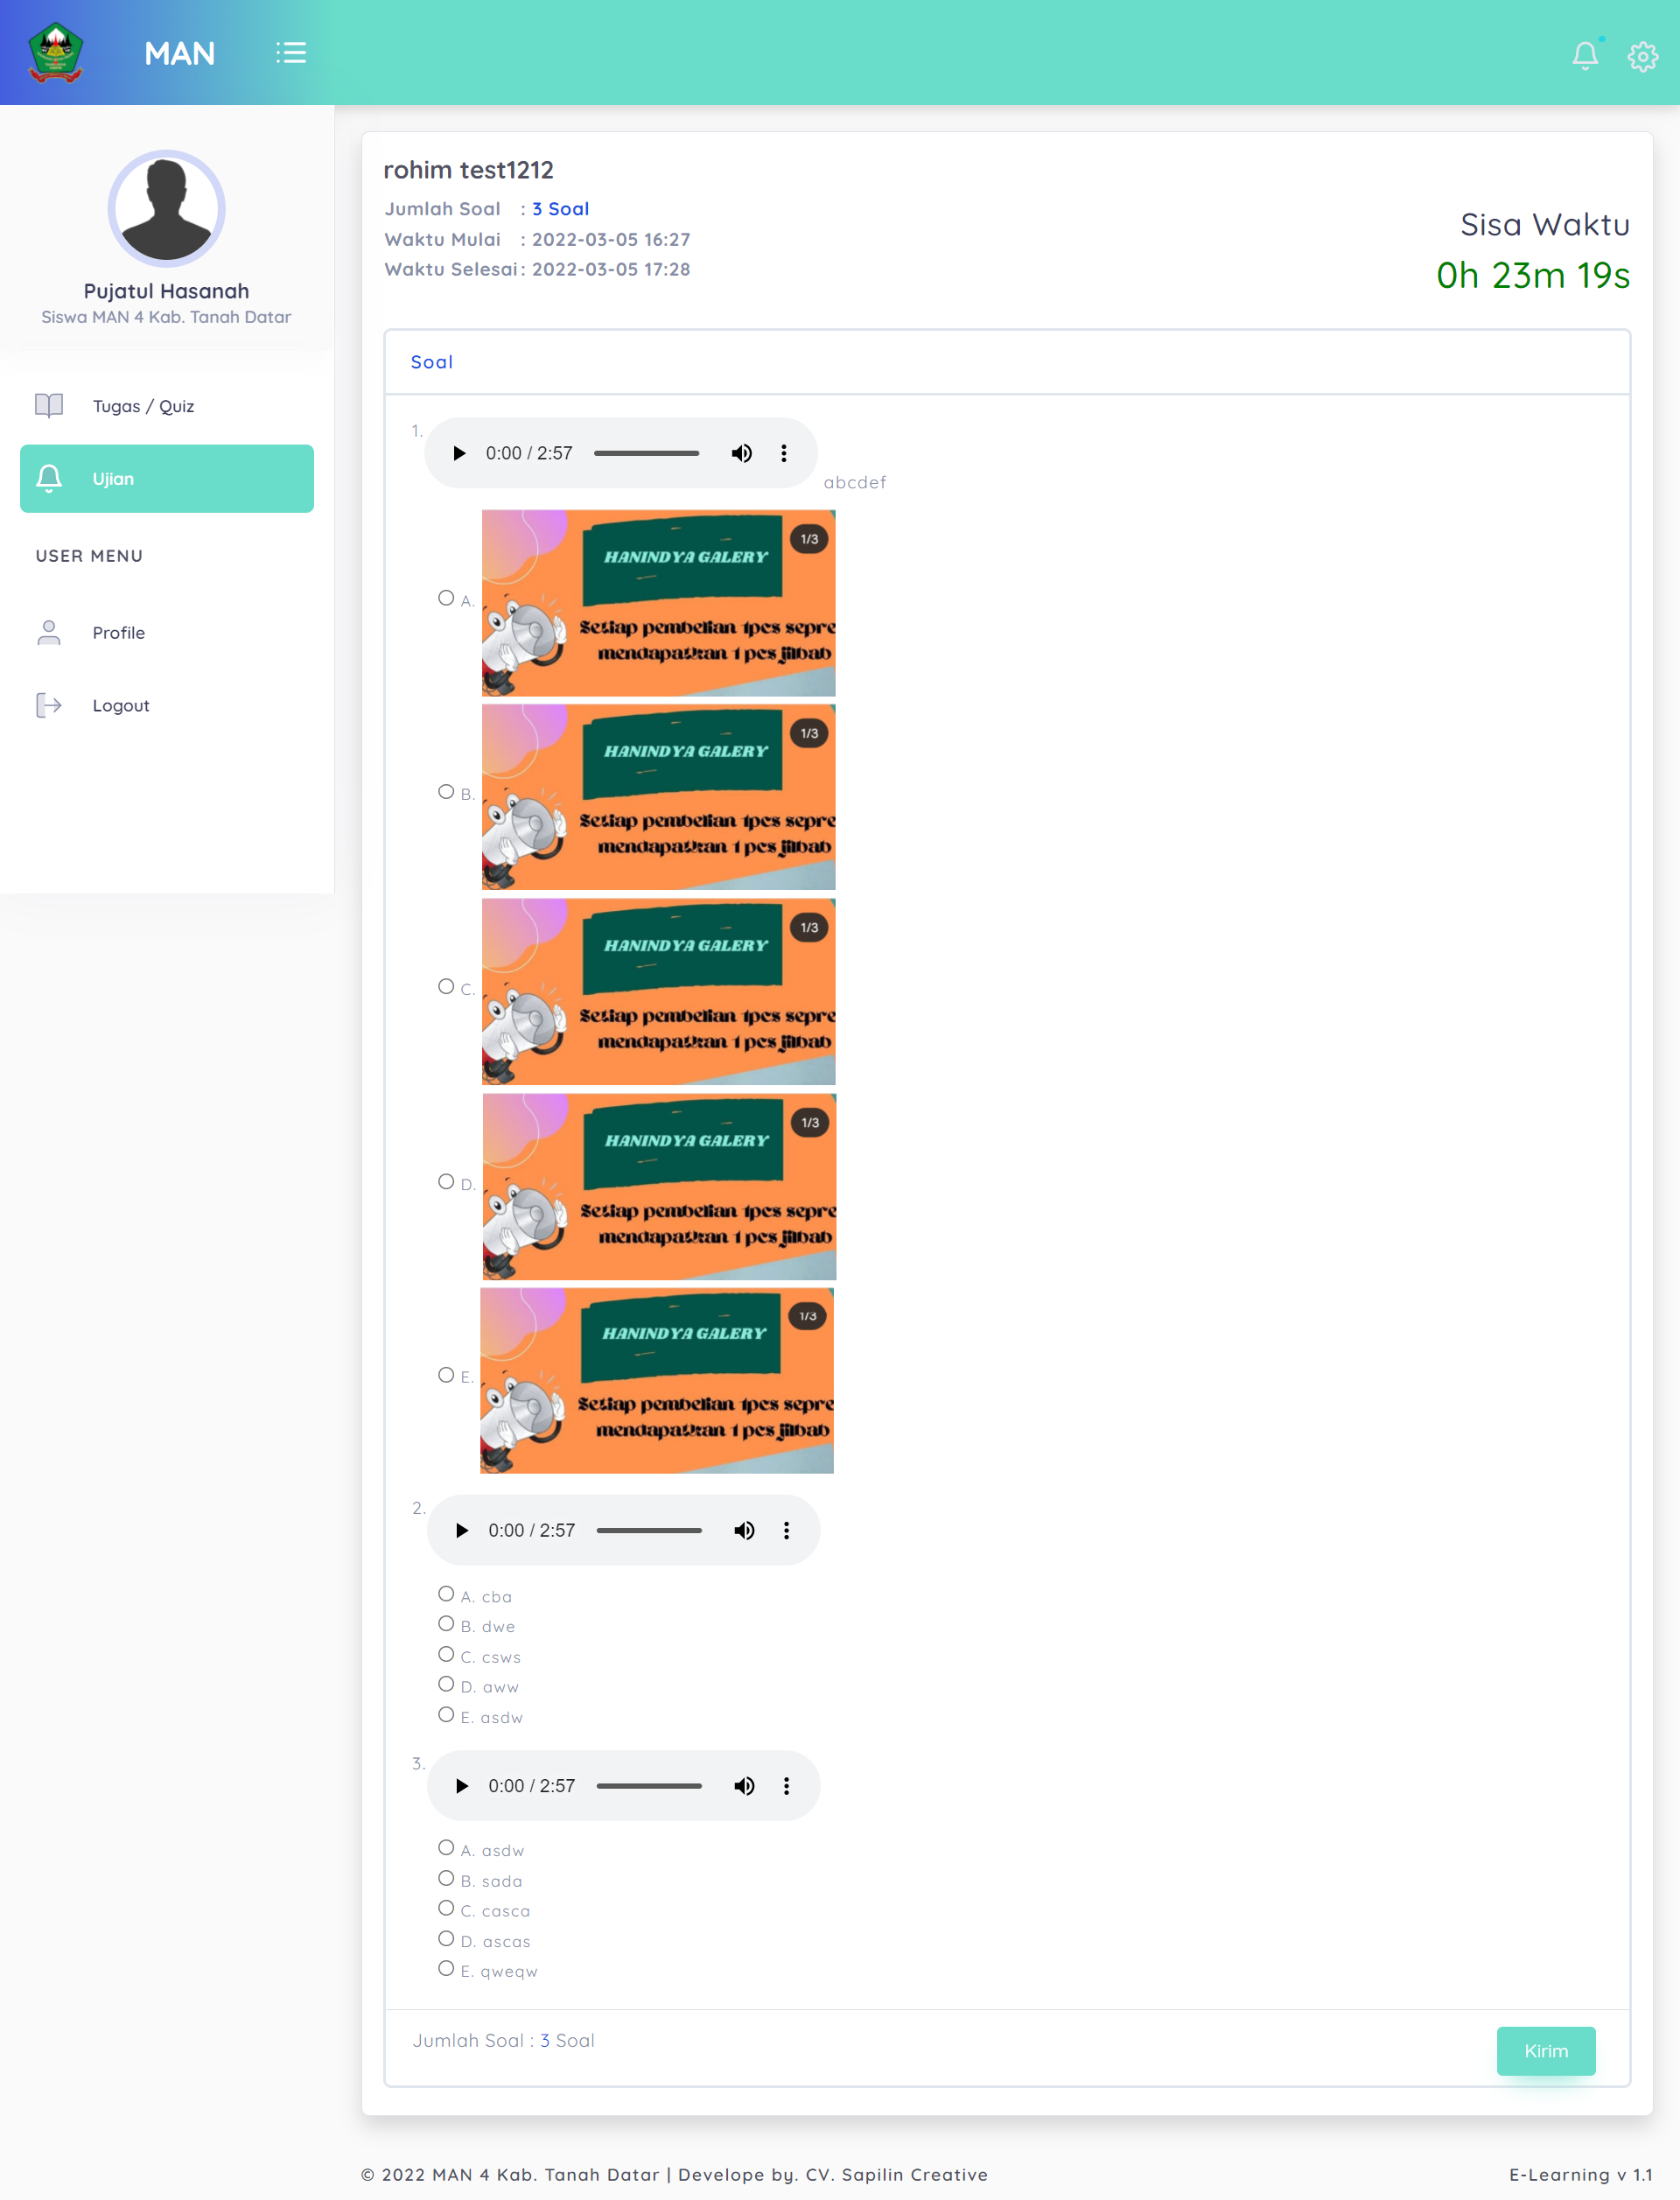 MAN
Pujatul Hasanah
Siswa MAN 4 Kab. Tanah Datar
Tugas / Quiz
Ujian
USER MENU
Profile
Logout
rohim test1212
Jumlah Soal : 3 Soal
Waktu Mulai : 2022-03-05 16:27
Waktu Selesai : 2022-03-05 17:28
Sisa Waktu
0h 23m 19s
Soal
1.
0:00 / 2:57
abcdef
A.
HANINDYA GALERY
1/3
Setiap pembelian 1pcs sepre
mendapatkan 1 pcs jilbab
B.
HANINDYA GALERY
1/3
Setiap pembelian 1pcs sepre
mendapatkan 1 pcs jilbab
C.
HANINDYA GALERY
1/3
Setiap pembelian 1pcs sepre
mendapatkan 1 pcs jilbab
D.
HANINDYA GALERY
1/3
Setiap pembelian 1pcs sepre
mendapatkan 1 pcs jilbab
E.
HANINDYA GALERY
1/3
Setiap pembelian 1pcs sepre
mendapatkan 1 pcs jilbab
2.
0:00 / 2:57
A. cba
B. dwe
C. csws
D. aww
E. asdw
3.
0:00 / 2:57
A. asdw
B. sada
C. casca
D. ascas
E. qweqw
Jumlah Soal : 3 Soal
Kirim
© 2022 MAN 4 Kab. Tanah Datar | Develope by. CV. Sapilin Creative
E-Learning v 1.1